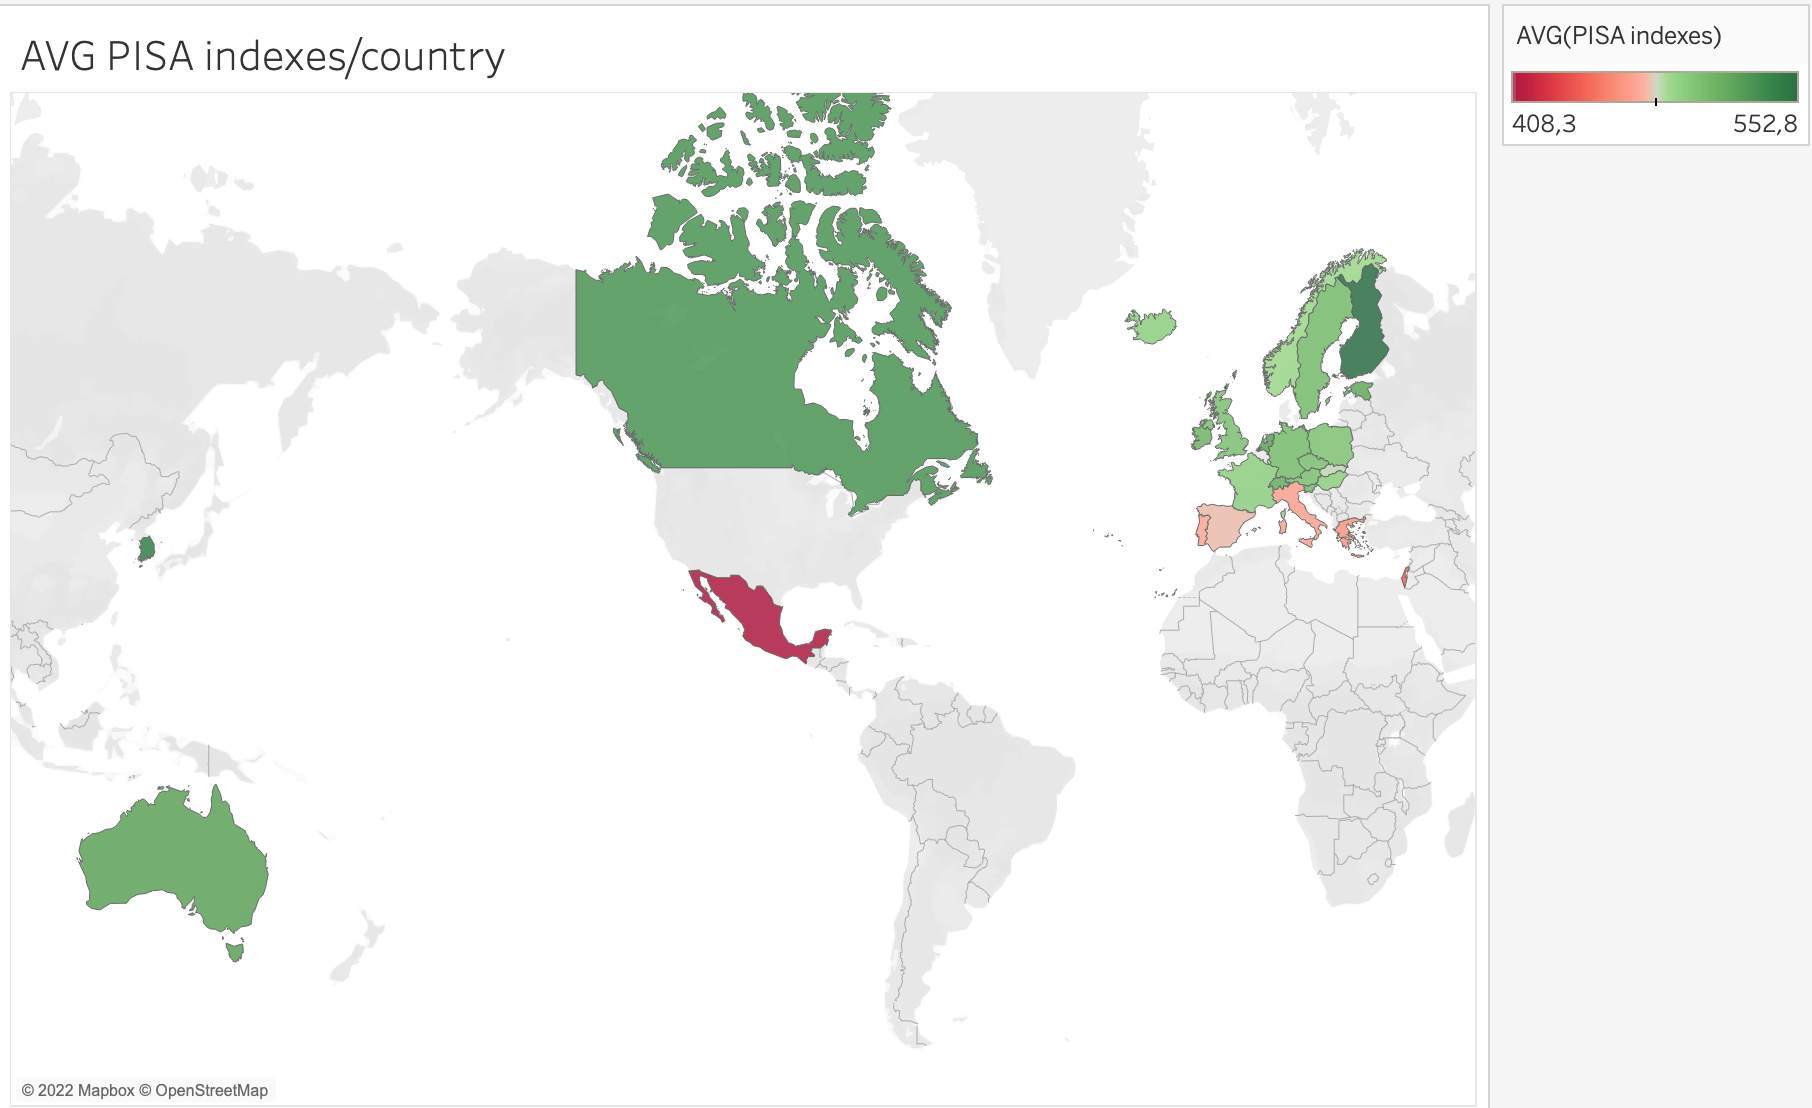 AVG PISA indexes/country
AVG(PISA indexes)
408,3
552,8
© 2022 Mapbox © OpenStreetMap